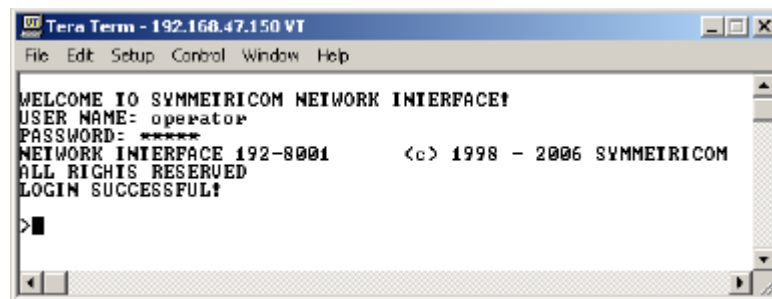 Tera Term - 192.168.47.150 VT
File Edit Setup Control Window Help
WELCOME TO SYMMETRICOM NETWORK INTERFACE!
USER NAME: operator
PASSWORD: *****
NETWORK INTERFACE 192-8001 (c) 1998 - 2006 SYMMETRICOM
ALL RIGHTS RESERVED
LOGIN SUCCESSFUL!
>